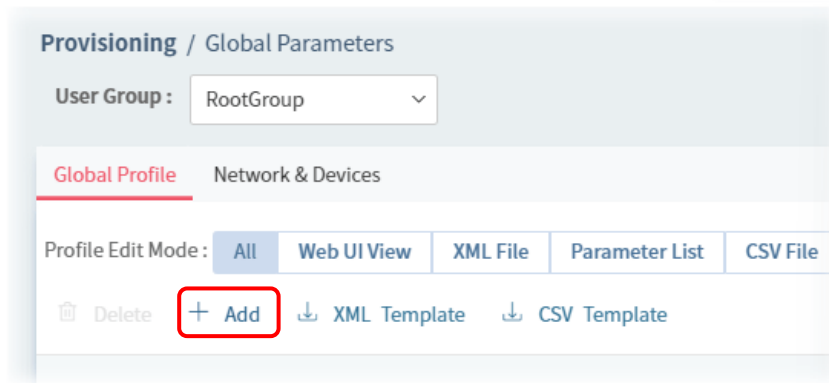 Provisioning / Global Parameters
User Group : RootGroup
Global Profile Network & Devices
Profile Edit Mode : All Web UI View XML File Parameter List CSV File
Delete + Add XML Template CSV Template